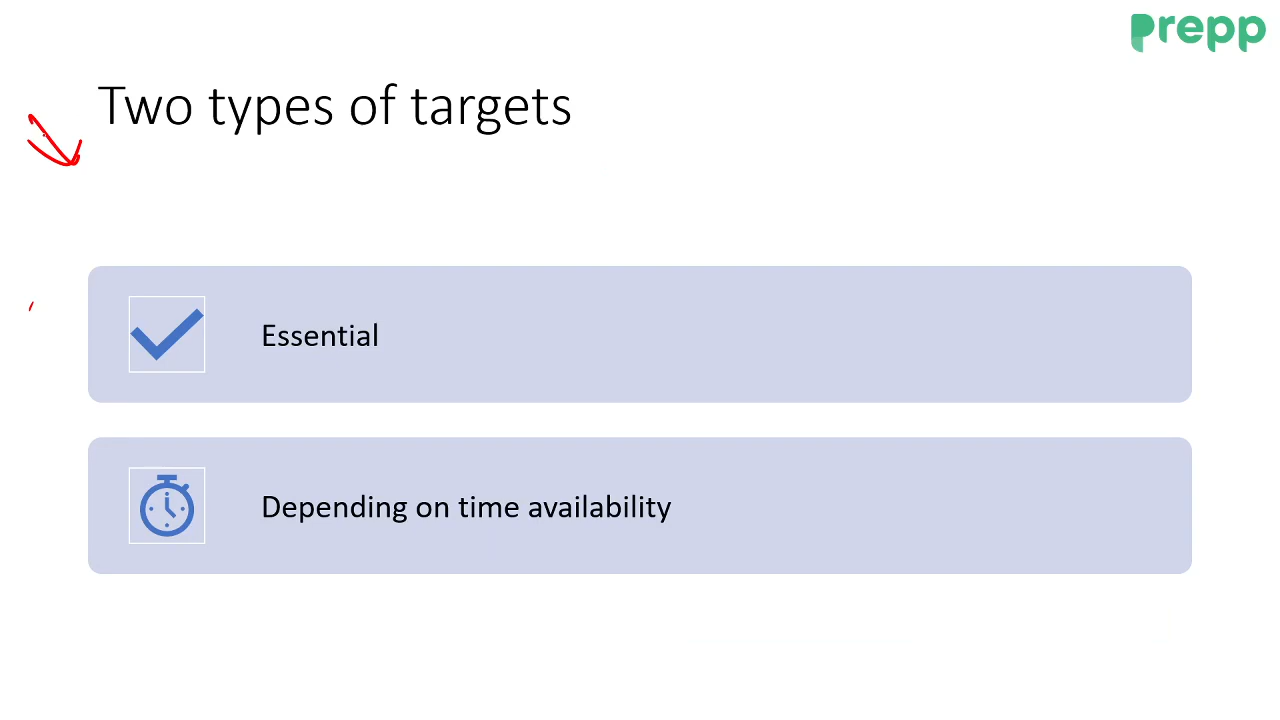 prepp
Two types of targets
Essential
Depending on time availability